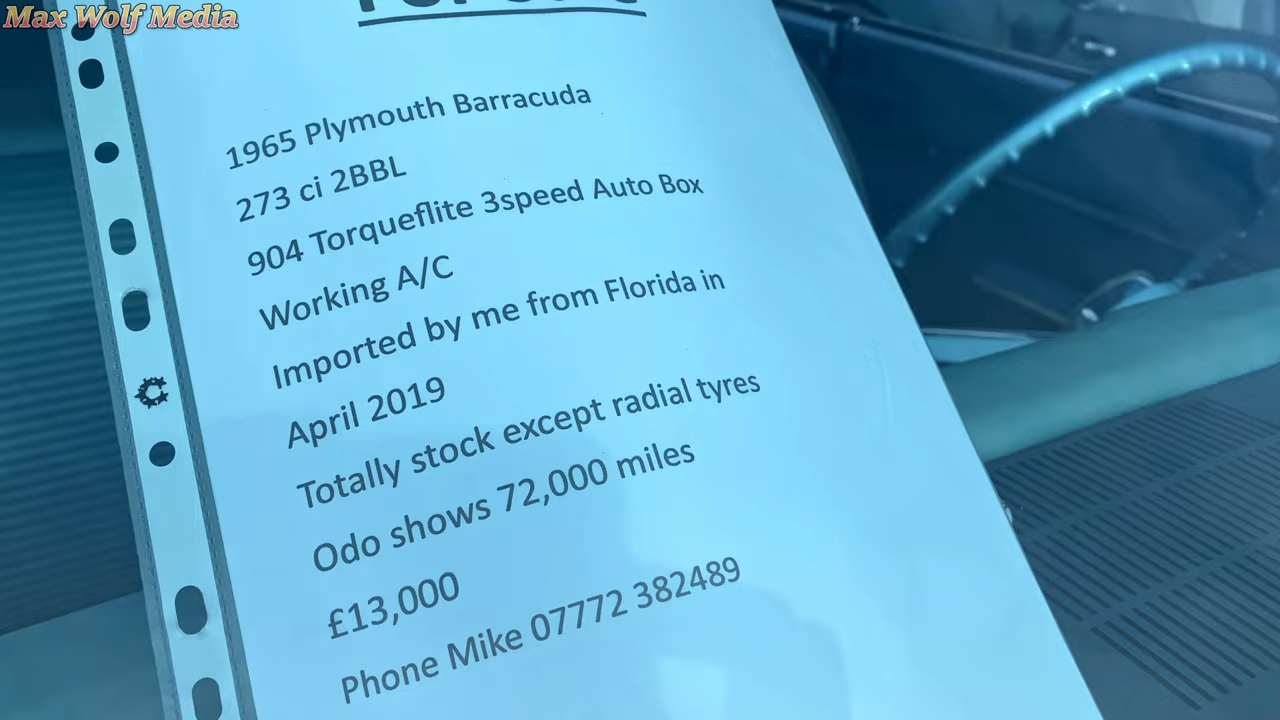 Max Wolf Media
1965 Plymouth Barracuda
273 ci 2BBL
904 Torqueflite 3speed Auto Box
Working A/C
Imported by me from Florida in
April 2019
Totally stock except radial tyres
Odo shows 72,000 miles
£13,000
Phone Mike 07772 382489